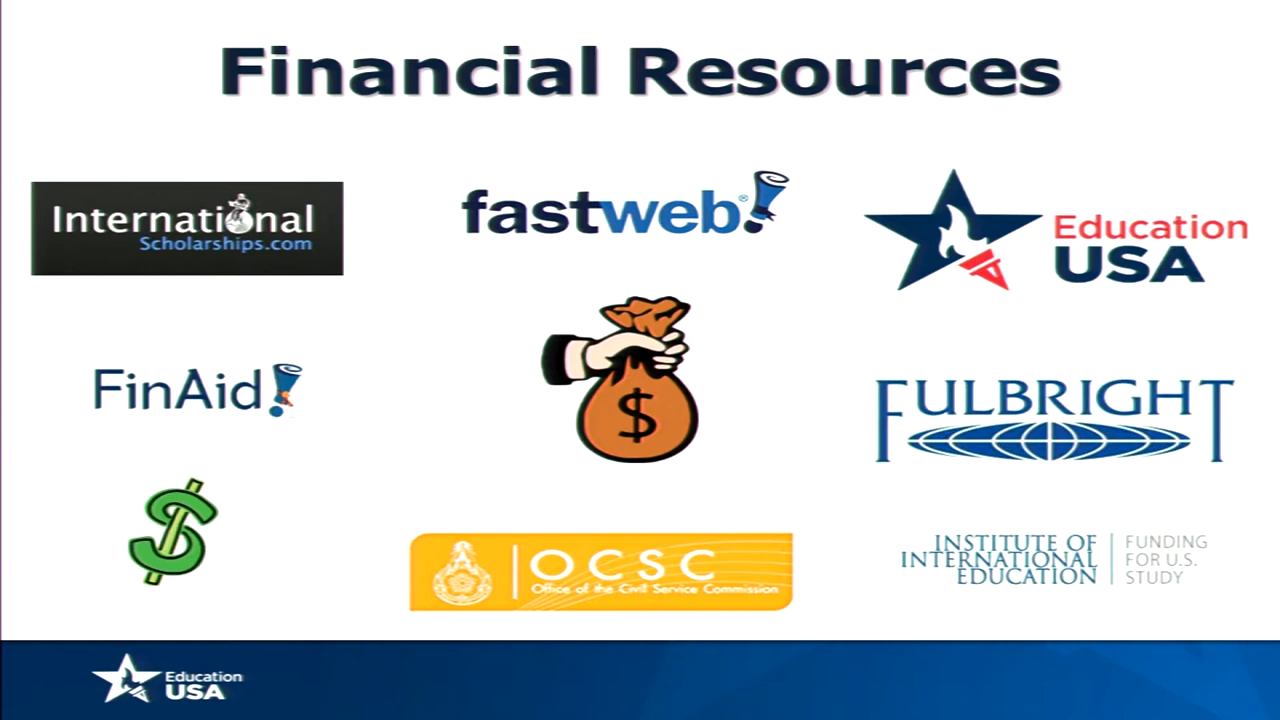 Financial Resources
International
Scholarships.com
fastweb®
Education
USA
FinAid!
$
FULBRIGHT
$
OCSC
Office of the Civil Service Commission
INSTITUTE OF
INTERNATIONAL
EDUCATION
FUNDING
FOR U.S.
STUDY
Education
USA